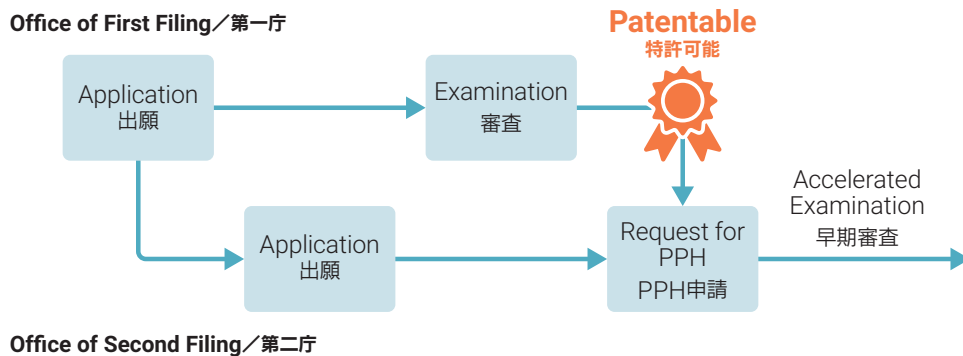 Office of First Filing／第一庁
Patentable
特許可能
Application
出願
Examination
審査
Application
出願
Request for
PPH
PPH申請
Accelerated
Examination
早期審査
Office of Second Filing／第二庁